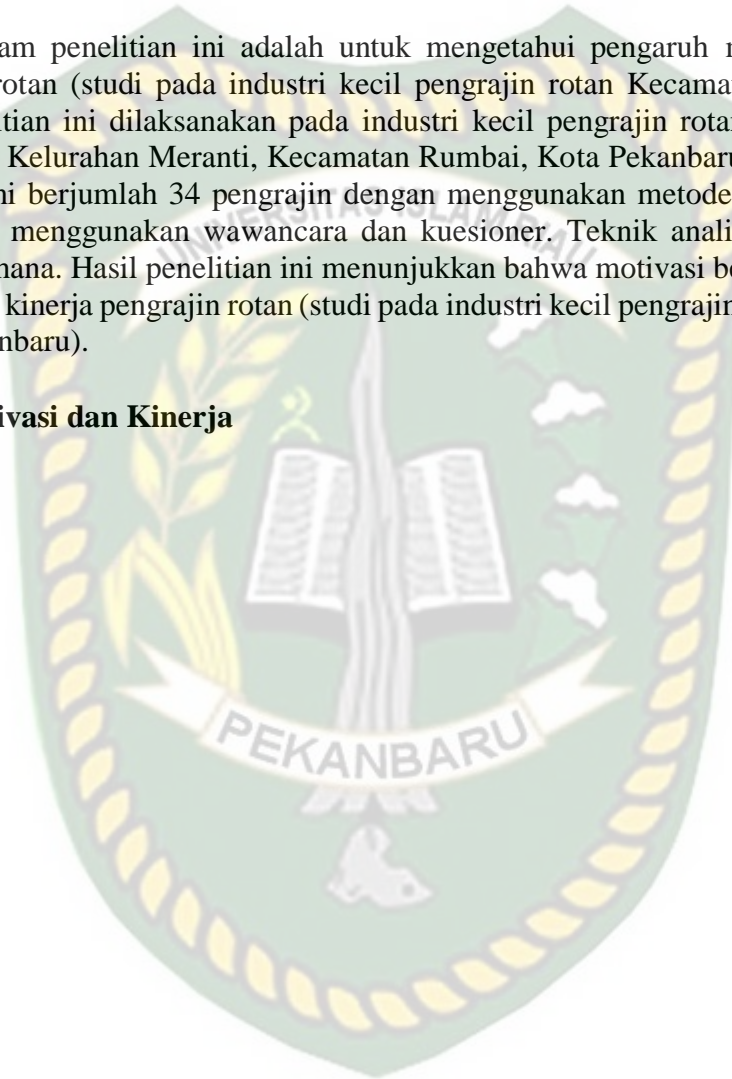 am penelitian ini adalah untuk mengetahui pengaruh
rotan (studi pada industri kecil pengrajin rotan
tian ini dilaksanakan pada industri kecil pengrajin
Kelurahan Meranti, Kecamatan Rumbai, Kota Pekanbaru
ni berjumlah 34 pengrajin dengan menggunakan metode
menggunakan wawancara dan kuesioner. Teknik
hana. Hasil penelitian ini menunjukkan bahwa motivasi
kinerja pengrajin rotan (studi pada industri kecil pengrajin
nbaru).
ivasi dan Kinerja
UNIVERSITAS ISLAM RIAU
PEKANBARU